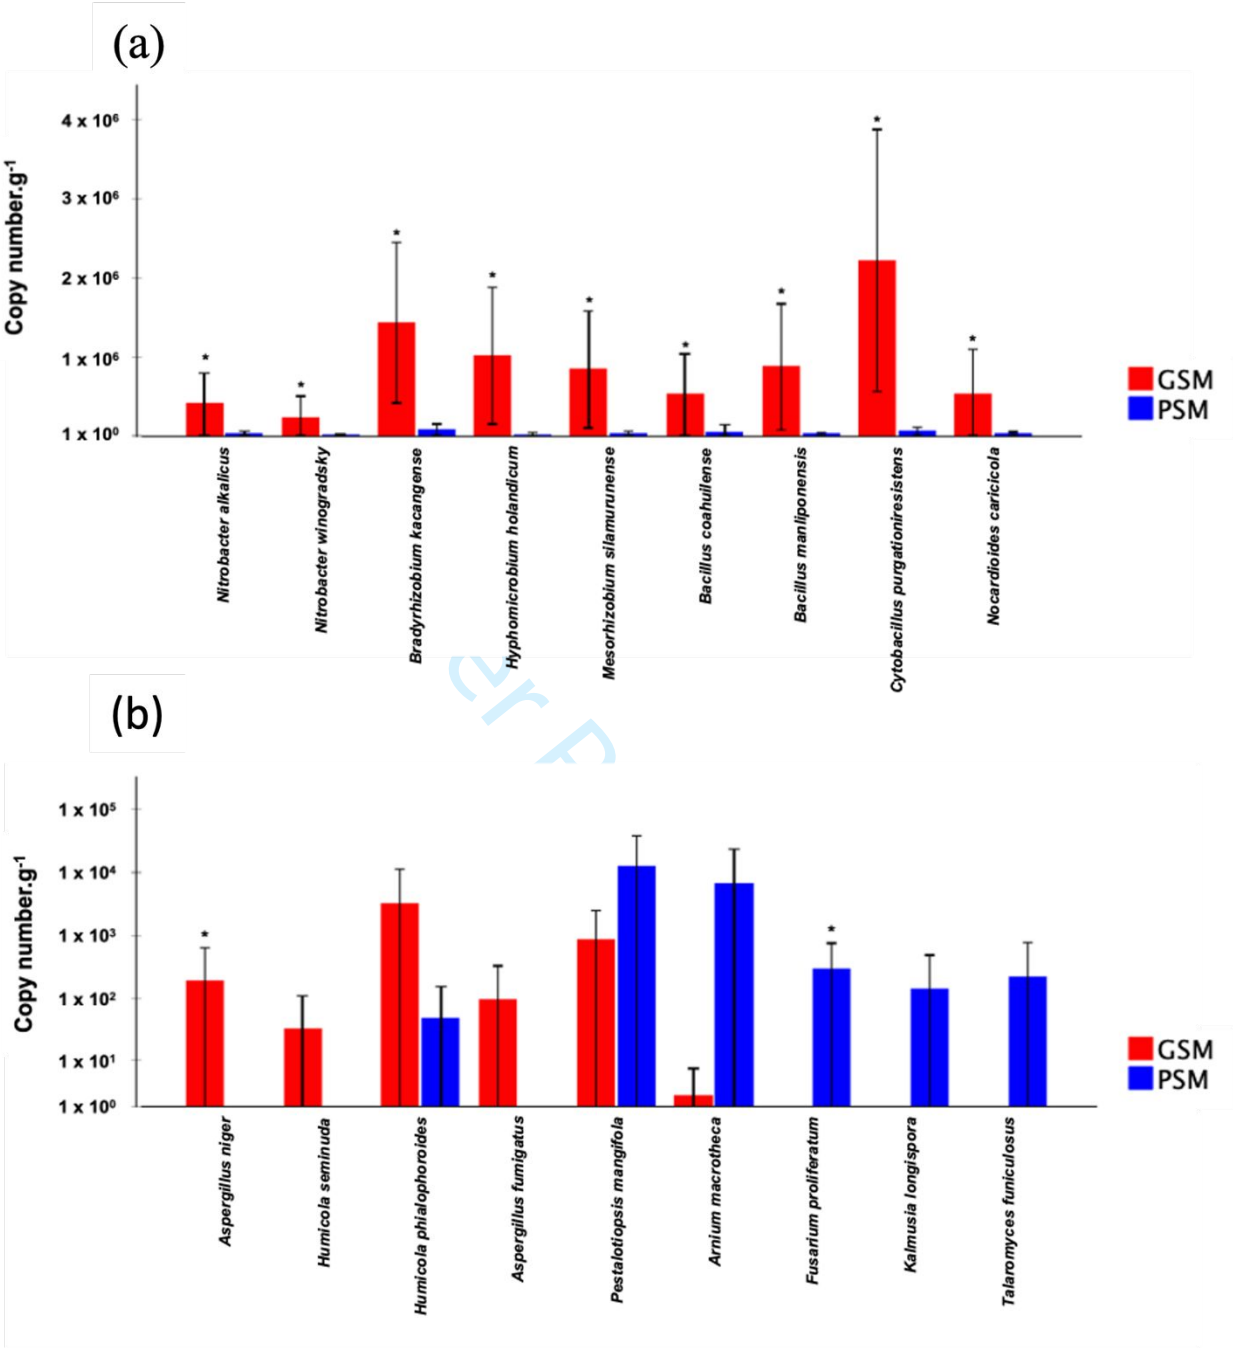 (a)
Copy number.g⁻¹
4 x 10⁶
3 x 10⁶
2 x 10⁶
1 x 10⁶
1 x 10⁰
*
*
*
*
*
*
*
*
*
GSM
PSM
Nitrobacter alkalicus
Nitrobacter winogradsky
Bradyrhizobium kacangense
Hyphomicrobium holandicum
Mesorhizobium silamurunense
Bacillus coahuilense
Bacillus manliponensis
Cytobacillus purgationiresistens
Nocardioides caricicola
er
(b)
Copy number.g⁻¹
1 x 10⁵
1 x 10⁴
1 x 10³
1 x 10²
1 x 10¹
1 x 10⁰
*
*
GSM
PSM
Aspergillus niger
Humicola seminuda
Humicola phialophoroides
Aspergillus fumigatus
Pestalotiopsis mangifola
Arnium macrotheca
Fusarium proliferatum
Kalmusia longispora
Talaromyces funiculosus